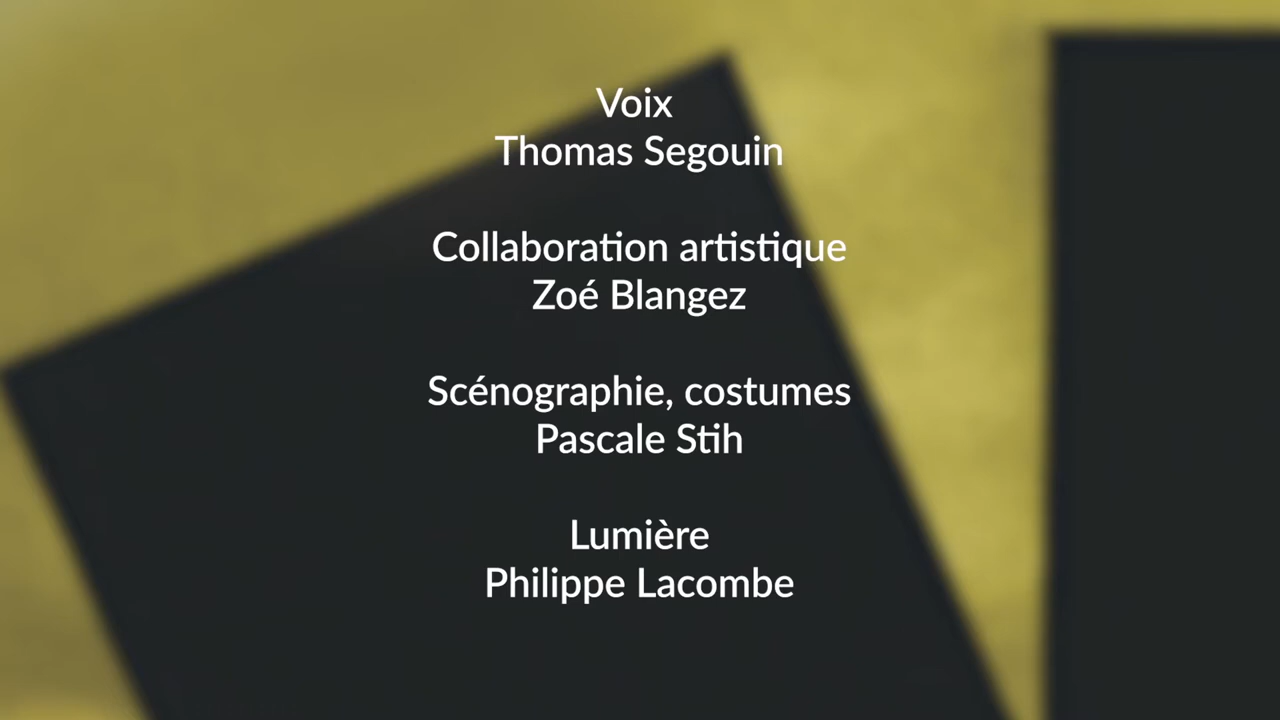 Voix
Thomas Segouin
Collaboration artistique
Zoé Blangez
Scénographie, costumes
Pascale Stih
Lumière
Philippe Lacombe